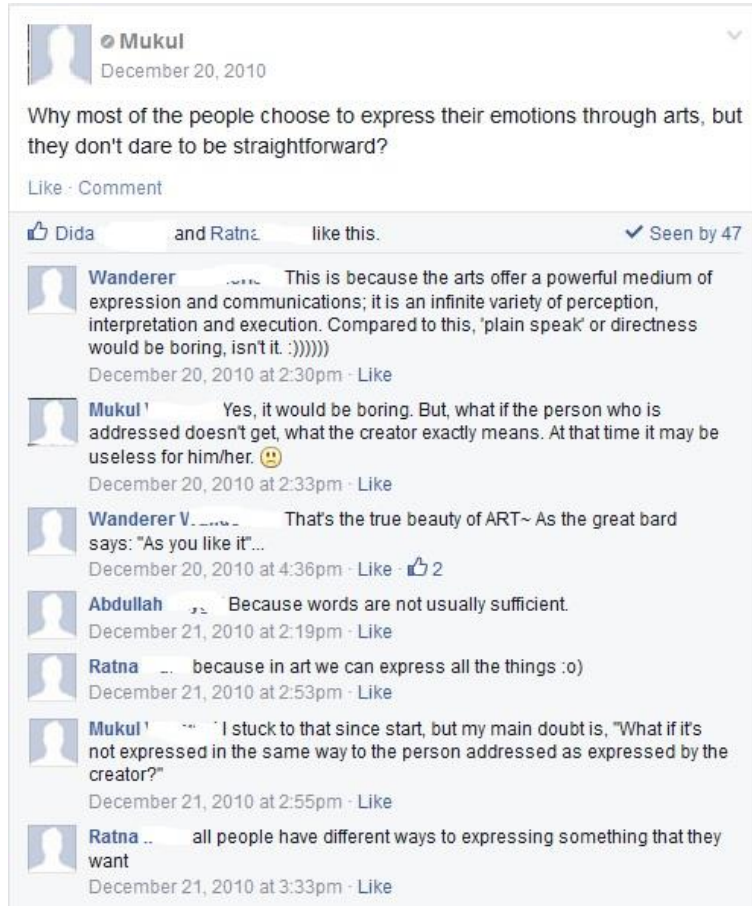 Mukul
December 20, 2010
Why most of the people choose to express their emotions through arts, but
they don't dare to be straightforward?
Like · Comment
Dida and Ratna like this. Seen by 47
Wanderer This is because the arts offer a powerful medium of
expression and communications; it is an infinite variety of perception,
interpretation and execution. Compared to this, 'plain speak' or directness
would be boring, isn't it. :))))))
December 20, 2010 at 2:30pm · Like
Mukul Yes, it would be boring. But, what if the person who is
addressed doesn't get, what the creator exactly means. At that time it may be
useless for him/her.
December 20, 2010 at 2:33pm · Like
Wanderer That's the true beauty of ART~ As the great bard
says: "As you like it"...
December 20, 2010 at 4:36pm · Like · 2
Abdullah Because words are not usually sufficient.
December 21, 2010 at 2:19pm · Like
Ratna because in art we can express all the things :o)
December 21, 2010 at 2:53pm · Like
Mukul I stuck to that since start, but my main doubt is, "What if it's
not expressed in the same way to the person addressed as expressed by the
creator?"
December 21, 2010 at 2:55pm · Like
Ratna .. all people have different ways to expressing something that they
want
December 21, 2010 at 3:33pm · Like